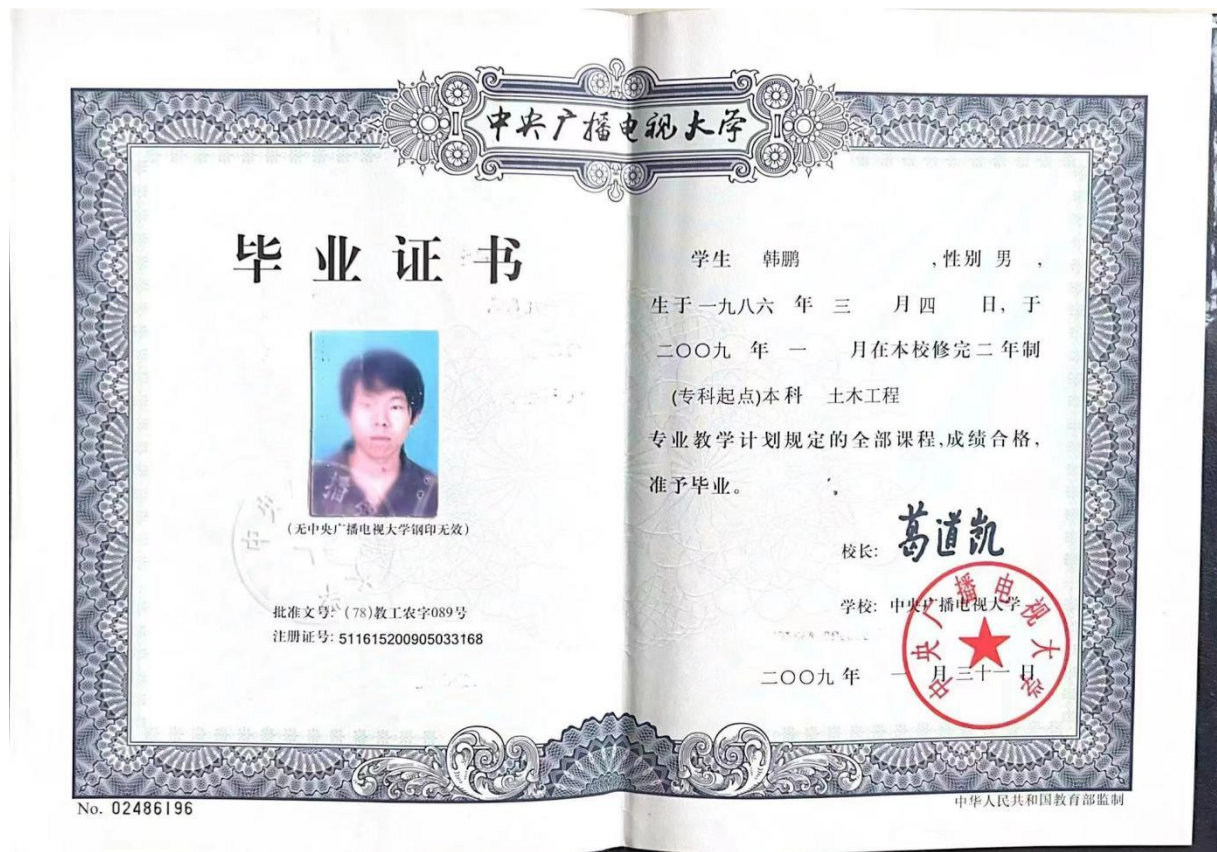 中央广播电视大学
毕业证书
(无中央广播电视大学钢印无效)
批准文号:(78)教工农字089号
注册证号: 511615200905033168
No. 02486196
学生 韩鹏 ,性别 男 ,
生于一九八六 年 三 月四 日, 于
二〇〇九 年 一 月在本校修完二 年制
(专科起点)本科 土木工程
专业教学计划规定的全部课程,成绩合格,
准予毕业。
校长: 葛道凯
学校: 中央广播电视大学
二〇〇九 年 一 月三十一 日
中央广播电视大学
中华人民共和国教育部监制